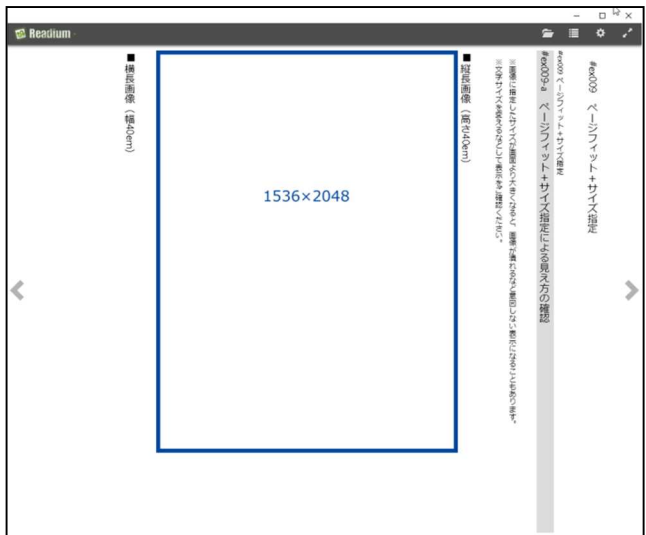 Readium
#ex009　ページフィット＋サイズ指定
#ex009 ページフィット＋サイズ指定
#ex009-a　ページフィット＋サイズ指定による見え方の確認
※画像に指定したサイズが画面より大きくなると、画像が潰れるなど意図しない表示になることもあります。
※文字サイズを変えるなどして表示をご確認ください。
■縦長画像（高さ40em）
1536×2048
■横長画像（幅40em）